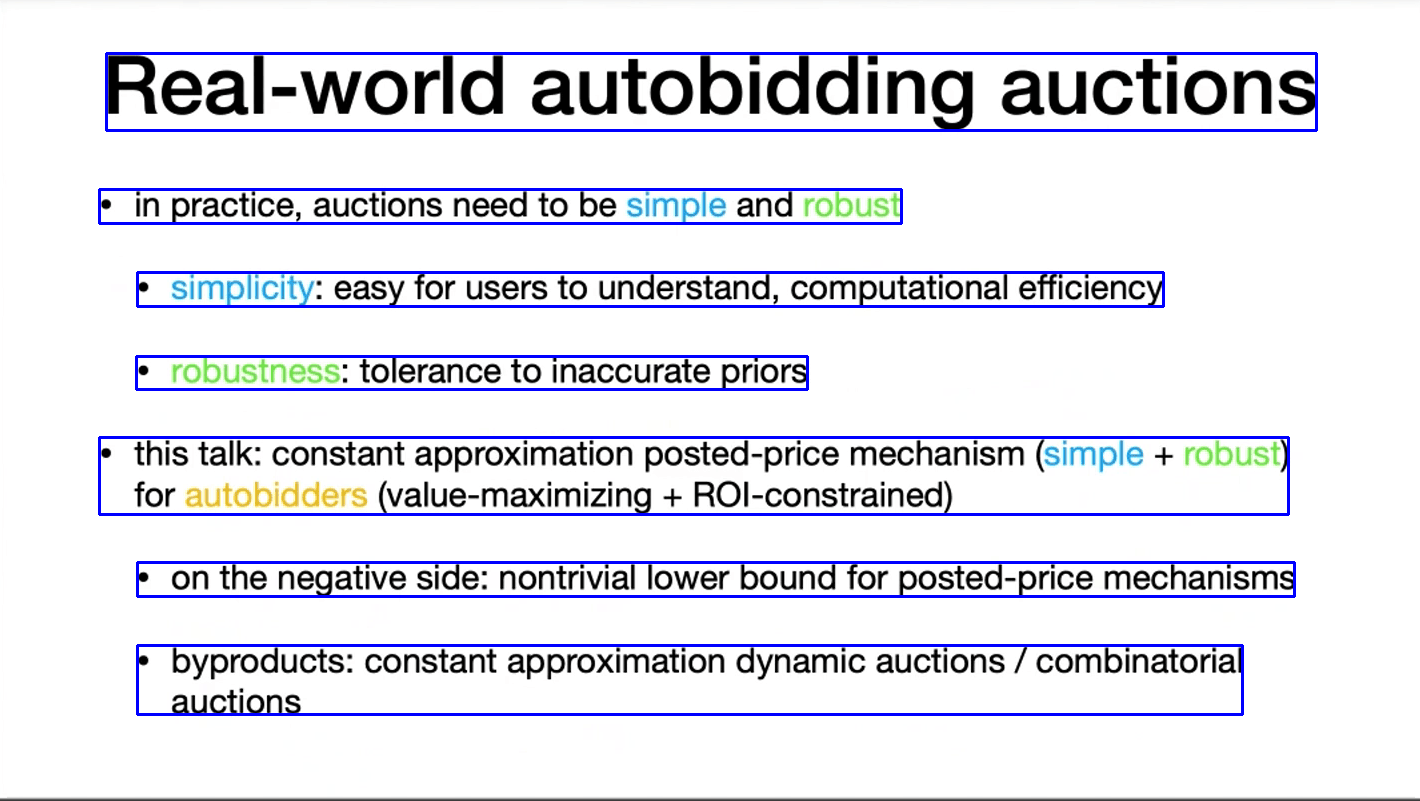 Real-world autobidding auctions
• in practice, auctions need to be simple and robust
• simplicity: easy for users to understand, computational efficiency
• robustness: tolerance to inaccurate priors
• this talk: constant approximation posted-price mechanism (simple + robust)
for autobidders (value-maximizing + ROI-constrained)
• on the negative side: nontrivial lower bound for posted-price mechanisms
• byproducts: constant approximation dynamic auctions / combinatorial
auctions